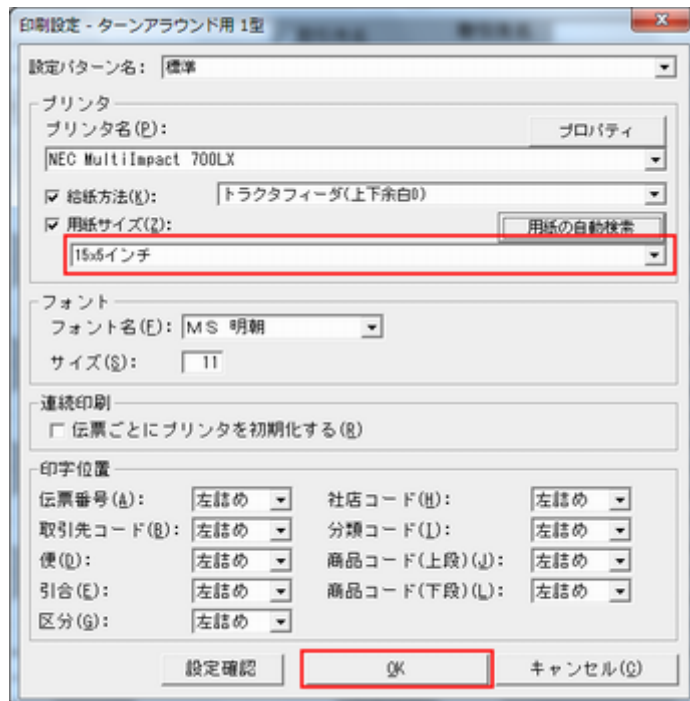 印刷設定 - ターンアラウンド用 1型
設定パターン名： 標準
プリンタ
プリンタ名(P)： プロパティ
NEC MultiImpact 700LX
給紙方法(K)： トラクタフィーダ(上下余白0)
用紙サイズ(Z)： 用紙の自動検索
15x5インチ
フォント
フォント名(F)： ＭＳ 明朝
サイズ(S)： 11
連続印刷
伝票ごとにプリンタを初期化する(R)
印字位置
伝票番号(A)： 左詰め 社店コード(H)： 左詰め
取引先コード(B)： 左詰め 分類コード(I)： 左詰め
便(D)： 左詰め 商品コード(上段)(J)： 左詰め
引合(E)： 左詰め 商品コード(下段)(L)： 左詰め
区分(G)： 左詰め
設定確認 OK キャンセル(C)